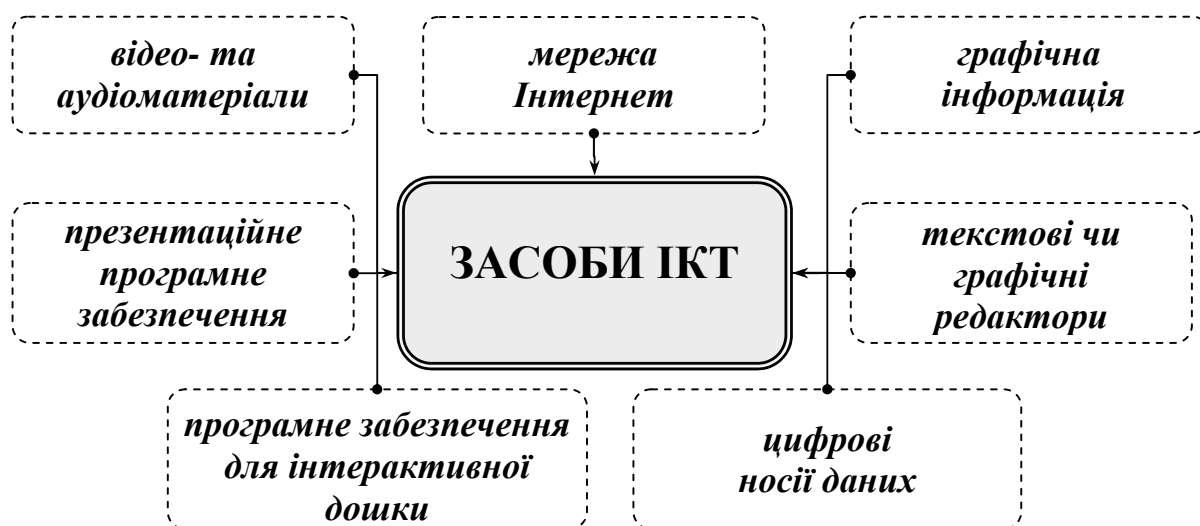 відео- та
аудіоматеріали
мережа
Інтернет
графічна
інформація
презентаційне
програмне
забезпечення
ЗАСОБИ ІКТ
текстові чи
графічні
редактори
програмне забезпечення
для інтерактивної
дошки
цифрові
носії даних